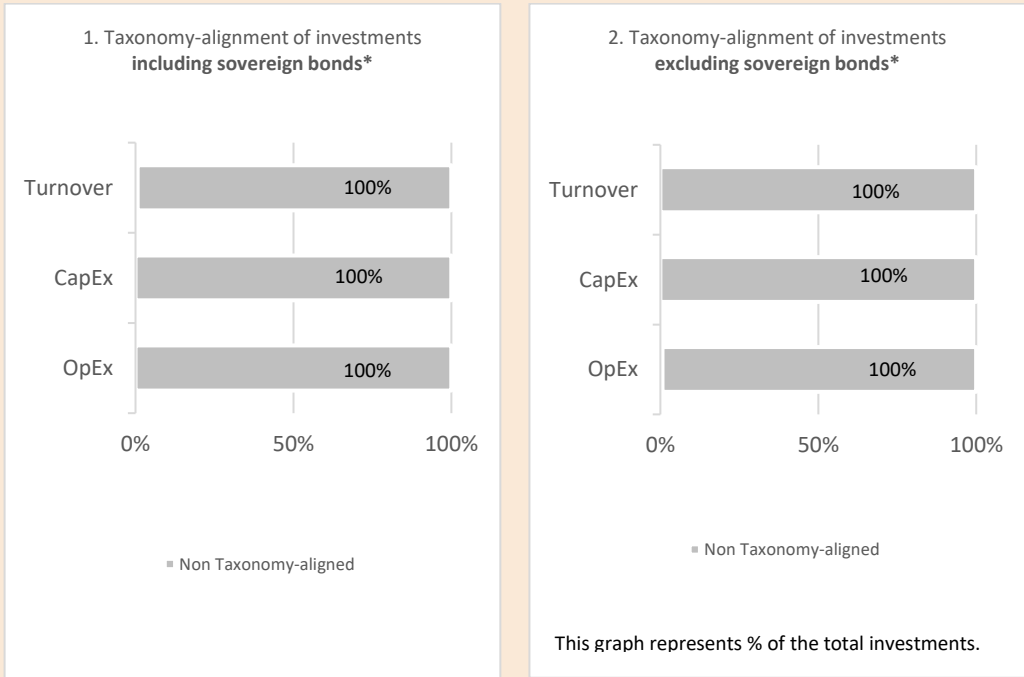 1. Taxonomy-alignment of investments
including sovereign bonds*
Turnover
100%
CapEx
100%
OpEx
100%
0% 50% 100%
Non Taxonomy-aligned
2. Taxonomy-alignment of investments
excluding sovereign bonds*
Turnover
100%
CapEx
100%
OpEx
100%
0% 50% 100%
Non Taxonomy-aligned
This graph represents % of the total investments.